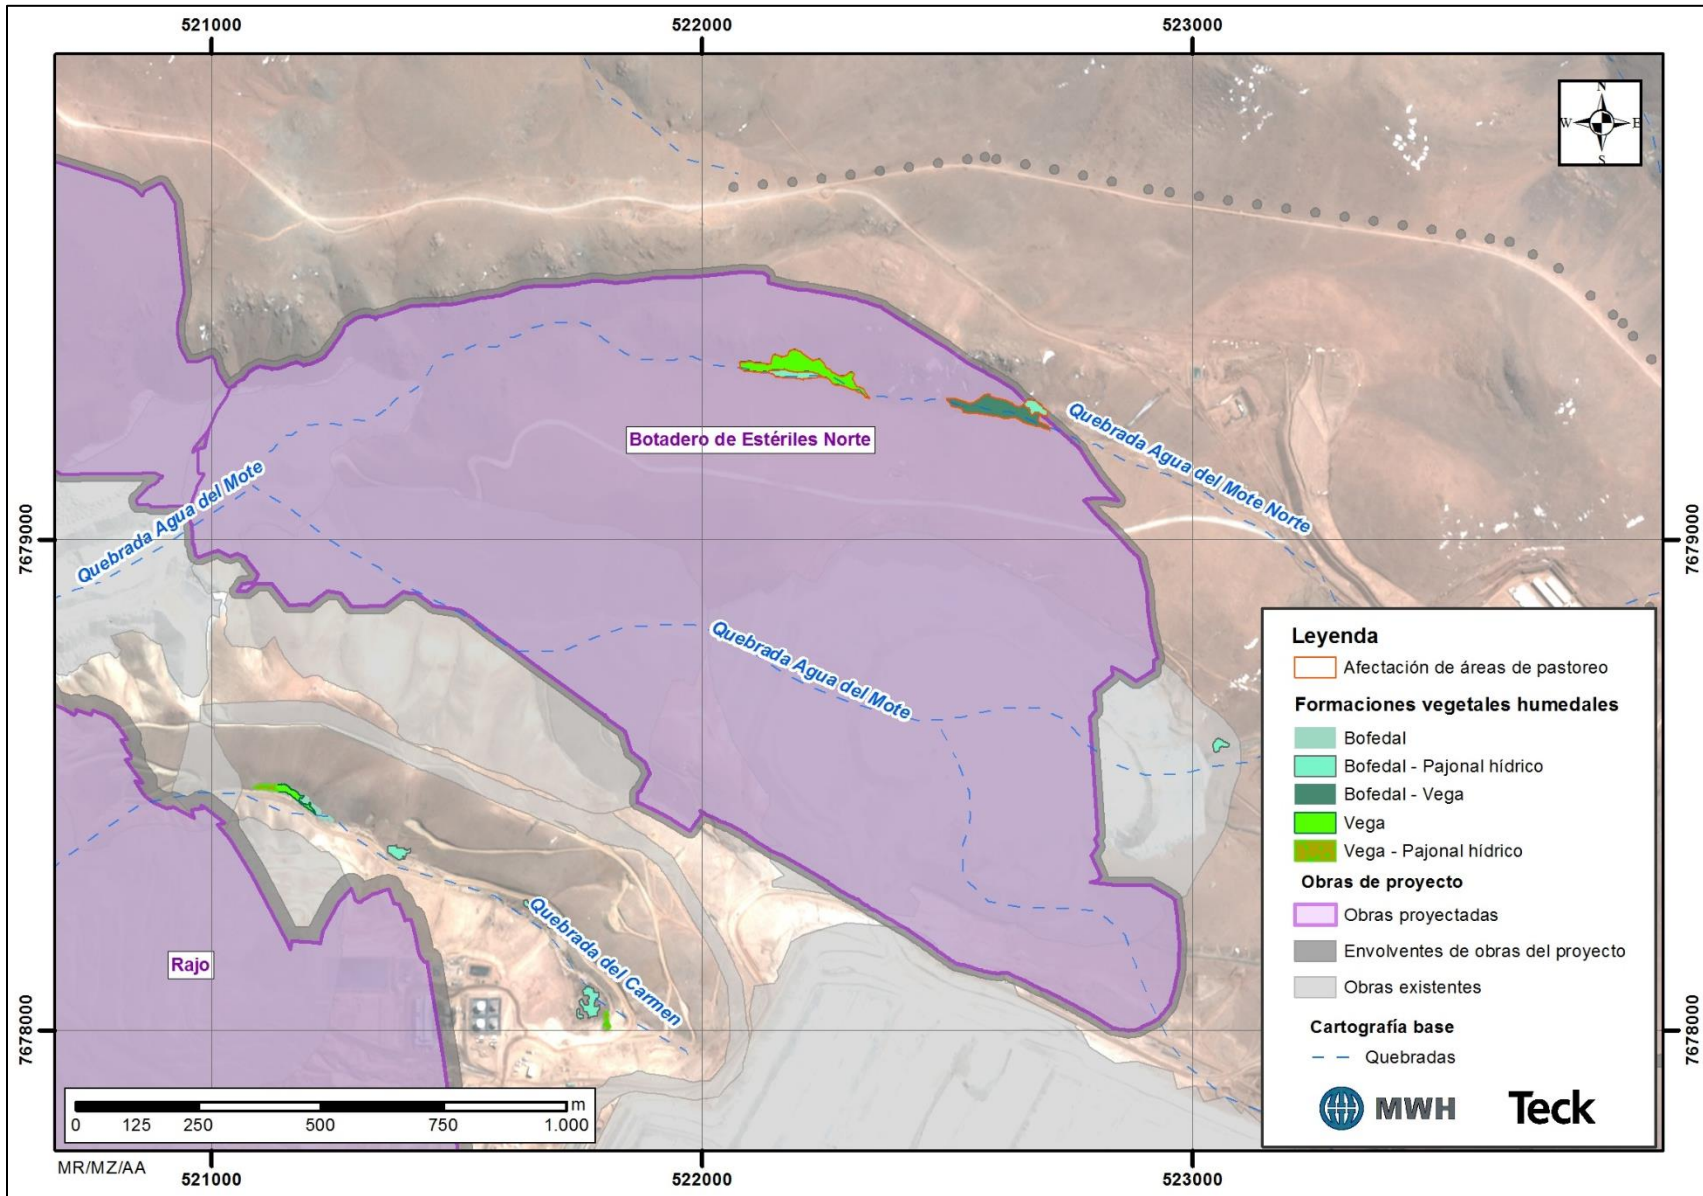 521000
522000
523000
N
W
E
S
Botadero de Estériles Norte
Quebrada Agua del Mote Norte
Quebrada Agua del Mote
7679000
7679000
Quebrada Agua del Mote
Leyenda
Afectación de áreas de pastoreo
Formaciones vegetales humedales
Bofedal
Bofedal - Pajonal hídrico
Bofedal - Vega
Vega
Vega - Pajonal hídrico
Obras de proyecto
Obras proyectadas
Envolventes de obras del proyecto
Obras existentes
Cartografía base
Quebradas
MWH
Teck
Rajo
Quebrada del Carmen
7678000
7678000
m
0 125 250 500 750 1.000
MR/MZ/AA
521000
522000
523000